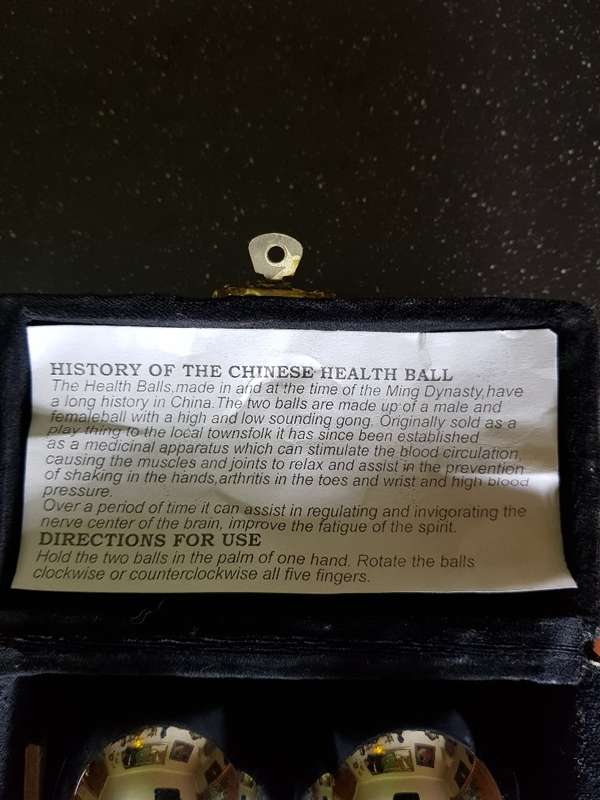 HISTORY OF THE CHINESE HEALTH BALL
The Health Balls,made in and at the time of the Ming Dynasty,have
a long history in China.The two balls are made up of a male and
femaleball with a high and low sounding gong. Originally sold as a
play thing to the local townsfolk it has since been established
as a medicinal apparatus which can stimulate the blood circulation,
causing the muscles and joints to relax and assist in the prevention
of shaking in the hands,arthritis in the toes and wrist and high blood
pressure.
Over a period of time it can assist in regulating and invigorating the
nerve center of the brain, improve the fatigue of the spirit.
DIRECTIONS FOR USE
Hold the two balls in the palm of one hand. Rotate the balls
clockwise or counterclockwise all five fingers.